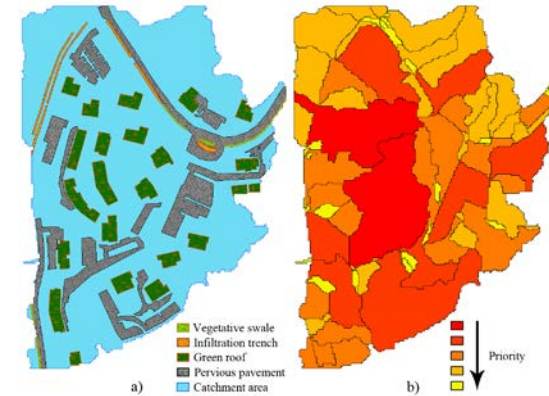 Vegetative swale
Infiltration trench
Green roof
Pervious pavement
Catchment area
a)
Priority
b)